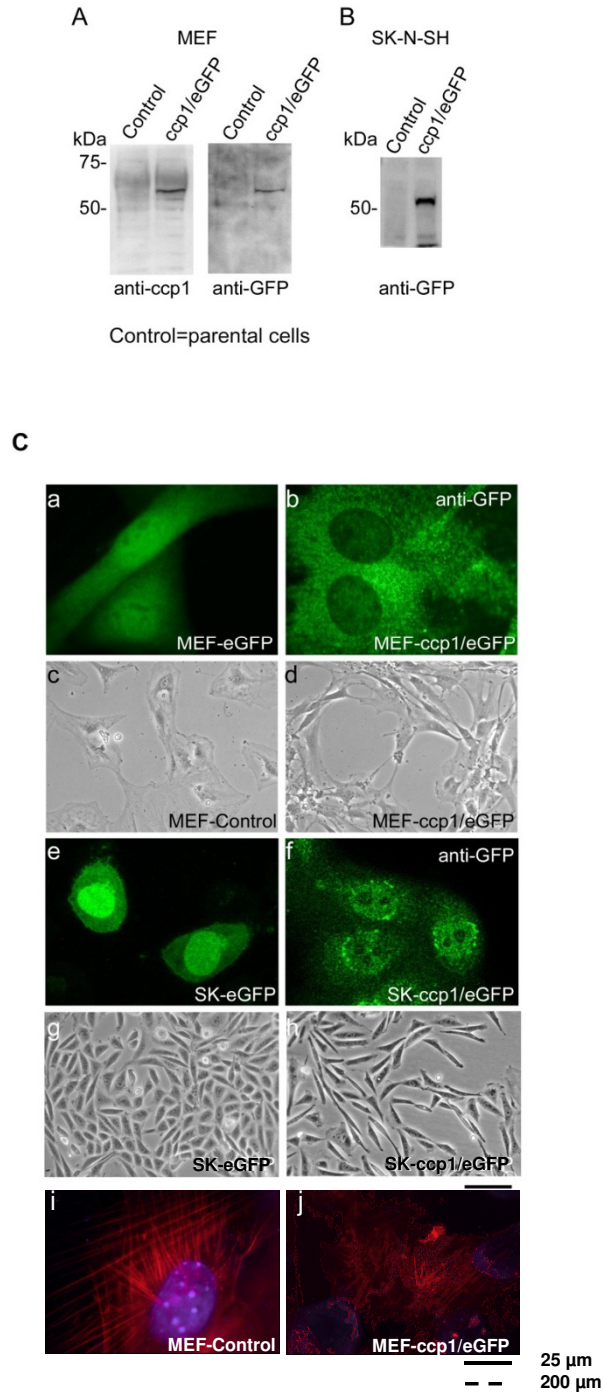 A
B
MEF
SK-N-SH
Control
ccp1/eGFP
Control
ccp1/eGFP
Control
ccp1/eGFP
kDa
75-
50-
kDa
50-
anti-ccp1
anti-GFP
anti-GFP
Control=parental cells
C
a
MEF-eGFP
b
anti-GFP
MEF-ccp1/eGFP
c
MEF-Control
d
MEF-ccp1/eGFP
e
SK-eGFP
f
anti-GFP
SK-ccp1/eGFP
g
SK-eGFP
h
SK-ccp1/eGFP
i
MEF-Control
j
MEF-ccp1/eGFP
25 µm
200 µm